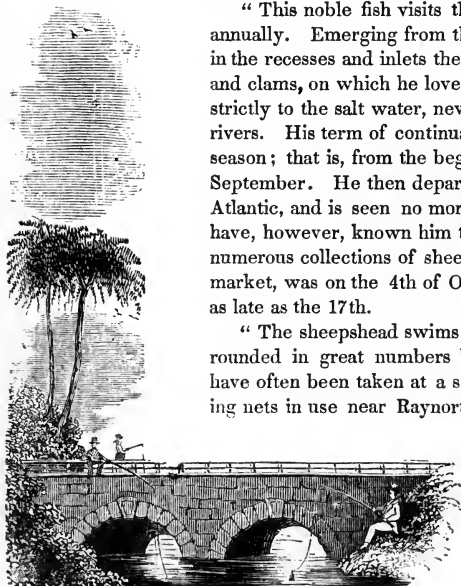 “ This noble fish visits
annually. Emerging from
in the recesses and inlets the
and clams, on which he love
strictly to the salt water, nev
rivers. His term of continua
season ; that is, from the beg
September. He then depar
Atlantic, and is seen no mor
have, however, known him
numerous collections of shee
market, was on the 4th of O
as late as the 17th.
“ The sheepshead swims
rounded in great numbers
have often been taken at a s
ing nets in use near Raynor